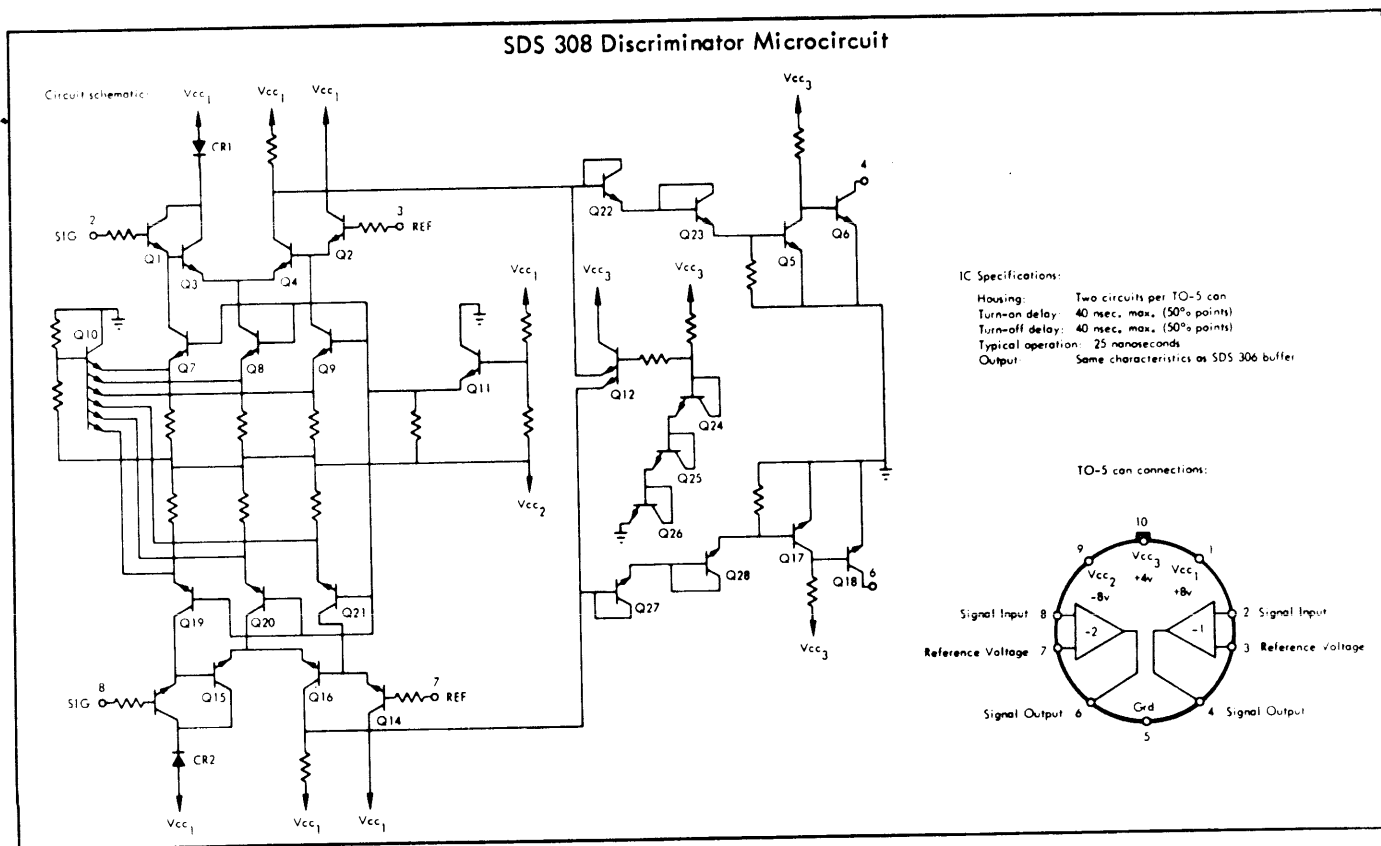 SDS 308 Discriminator Microcircuit
Circuit schematic:
Vcc1
Vcc1
Vcc1
Vcc3
CR1
4
2
SIG
3
REF
Q1
Q3
Q4
Q2
Q22
Q23
Q5
Q6
Vcc1
Vcc3
Vcc3
Q10
Q7
Q8
Q9
Q11
Q12
Q24
Q25
Q26
Vcc2
IC Specifications:
Housing: Two circuits per TO-5 can
Turn-on delay: 40 nsec. max. (50% points)
Turn-off delay: 40 nsec. max. (50% points)
Typical operation: 25 nanoseconds
Output: Same characteristics as SDS 306 buffer
Q19
Q20
Q21
Q27
Q28
Q17
Q18
6
Vcc3
8
SIG
Q15
Q16
Q14
7
REF
CR2
Vcc1
Vcc1
Vcc1
TO-5 can connections:
10
9
1
Vcc2
-8v
Vcc3
+4v
Vcc1
+8v
Signal Input 8
-2
-1
2 Signal Input
Reference Voltage 7
3 Reference Voltage
Signal Output 6
Grd
4 Signal Output
5